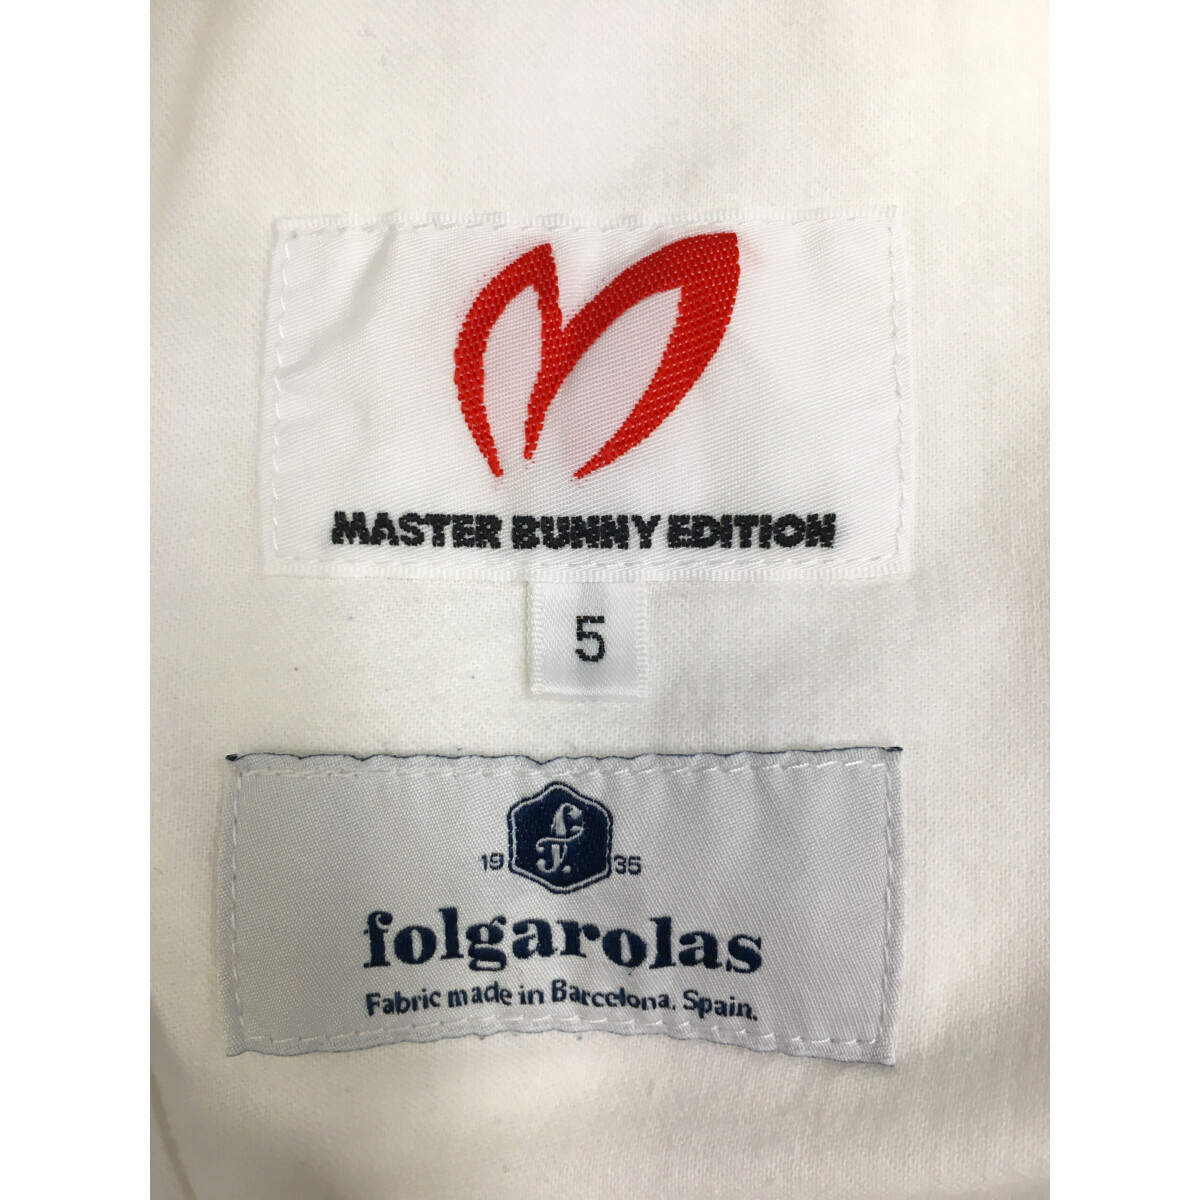 MASTER BUNNY EDITION
5
19 f. 35
folgarolas
Fabric made in Barcelona. Spain.